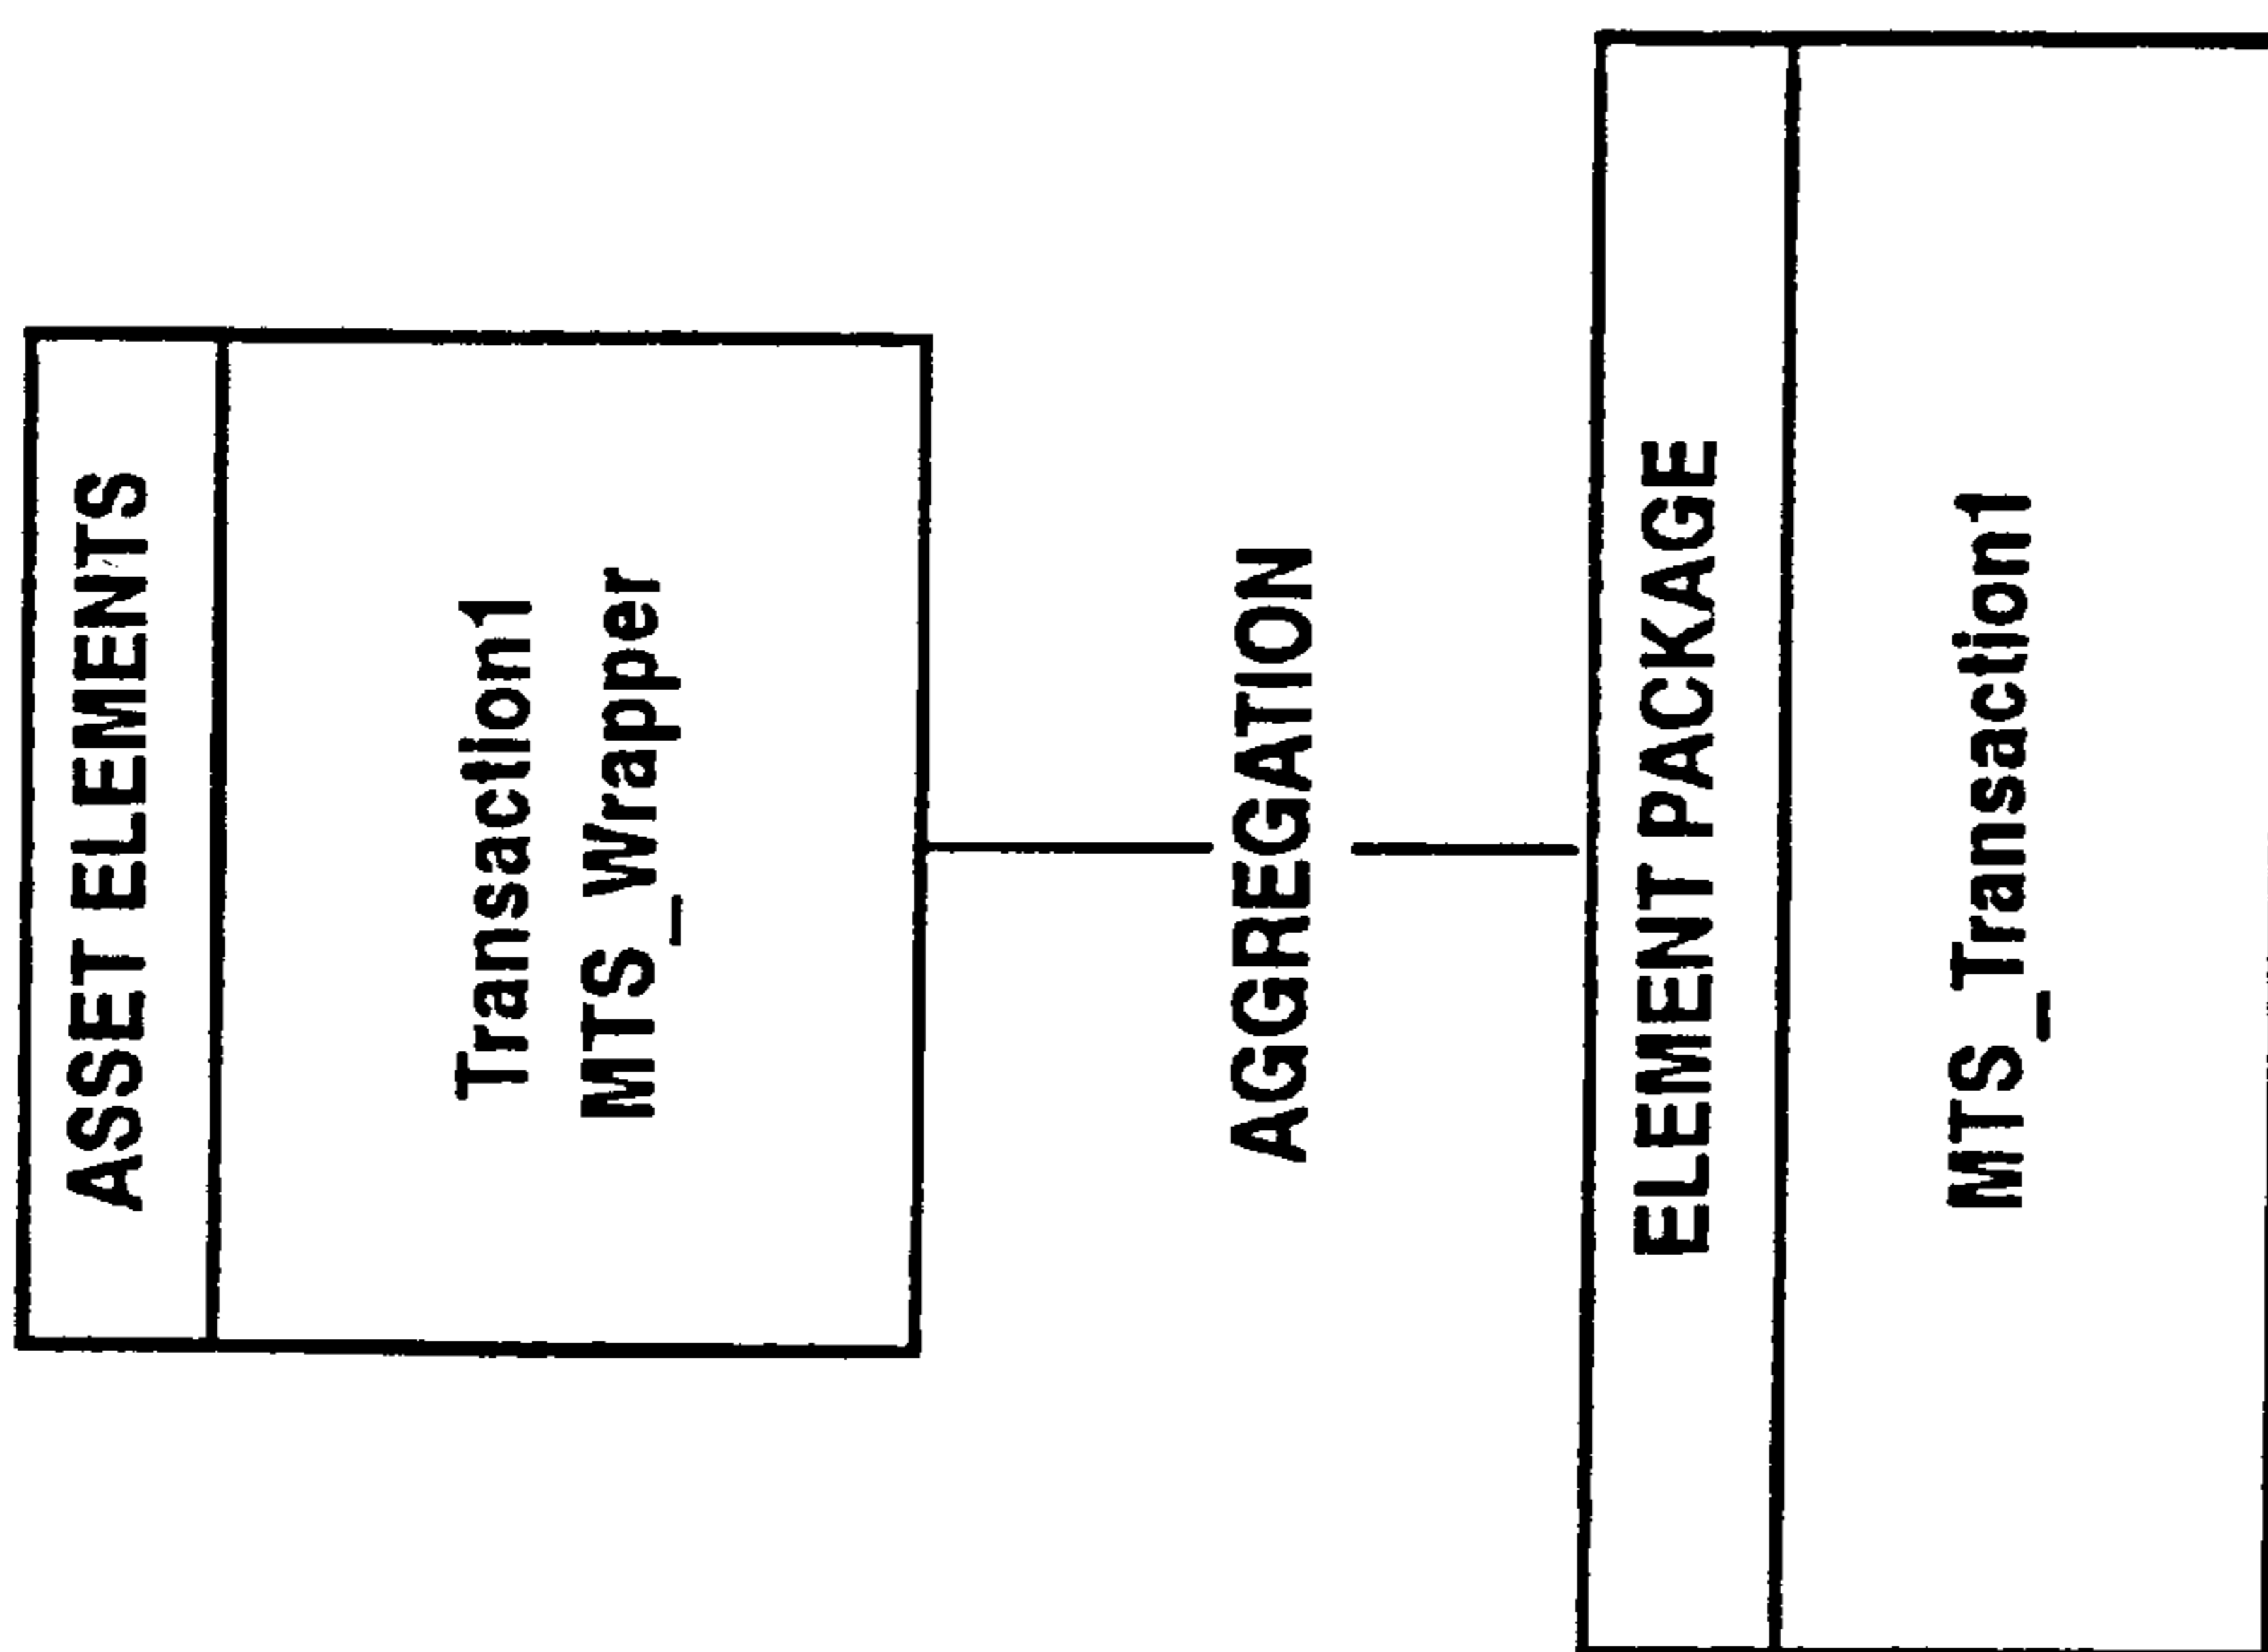 ASSET ELEMENTS
Transaction1
MTS_Wrapper
AGGREGATION
ELEMENT PACKAGE
MTS_Transaction1